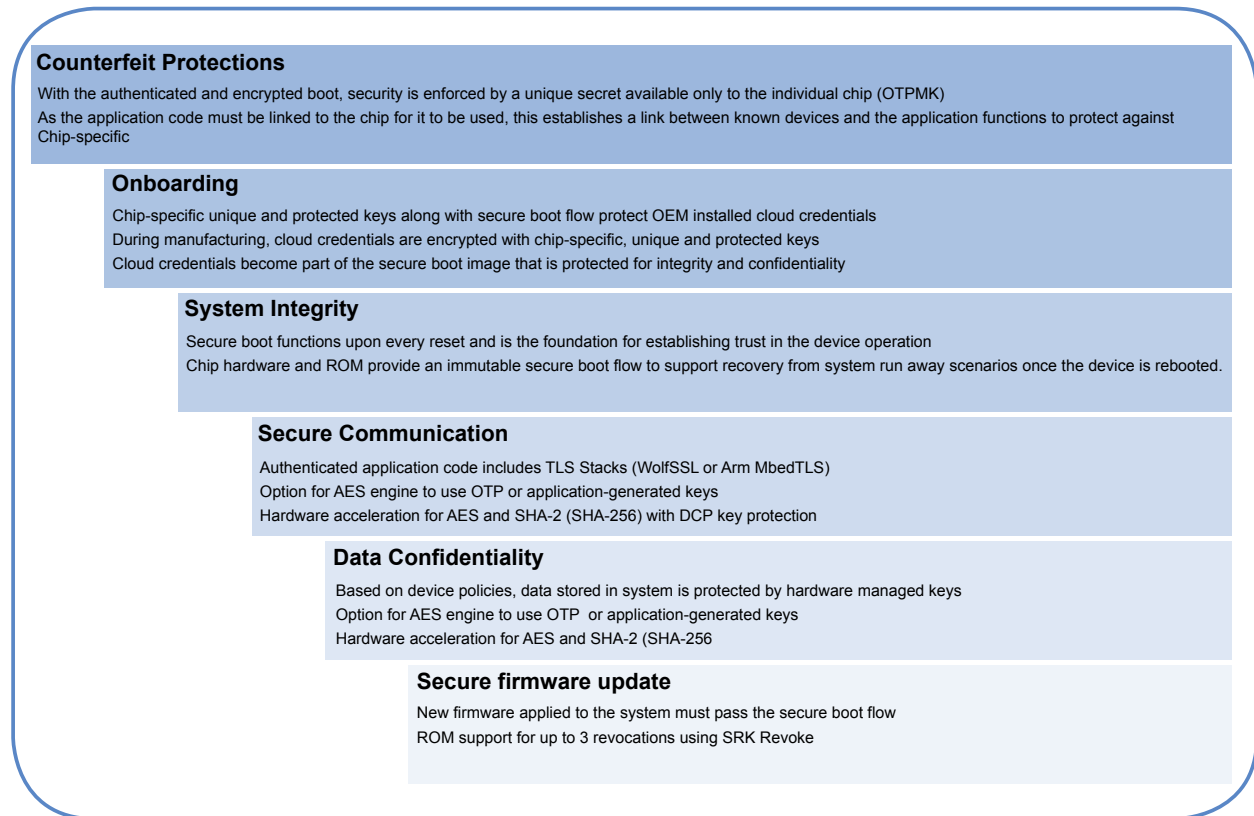 Counterfeit Protections
With the authenticated and encrypted boot, security is enforced by a unique secret available only to the individual chip (OTPMK)
As the application code must be linked to the chip for it to be used, this establishes a link between known devices and the application functions to protect against
Chip-specific
Onboarding
Chip-specific unique and protected keys along with secure boot flow protect OEM installed cloud credentials
During manufacturing, cloud credentials are encrypted with chip-specific, unique and protected keys
Cloud credentials become part of the secure boot image that is protected for integrity and confidentiality
System Integrity
Secure boot functions upon every reset and is the foundation for establishing trust in the device operation
Chip hardware and ROM provide an immutable secure boot flow to support recovery from system run away scenarios once the device is rebooted.
Secure Communication
Authenticated application code includes TLS Stacks (WolfSSL or Arm MbedTLS)
Option for AES engine to use OTP or application-generated keys
Hardware acceleration for AES and SHA-2 (SHA-256) with DCP key protection
Data Confidentiality
Based on device policies, data stored in system is protected by hardware managed keys
Option for AES engine to use OTP or application-generated keys
Hardware acceleration for AES and SHA-2 (SHA-256
Secure firmware update
New firmware applied to the system must pass the secure boot flow
ROM support for up to 3 revocations using SRK Revoke